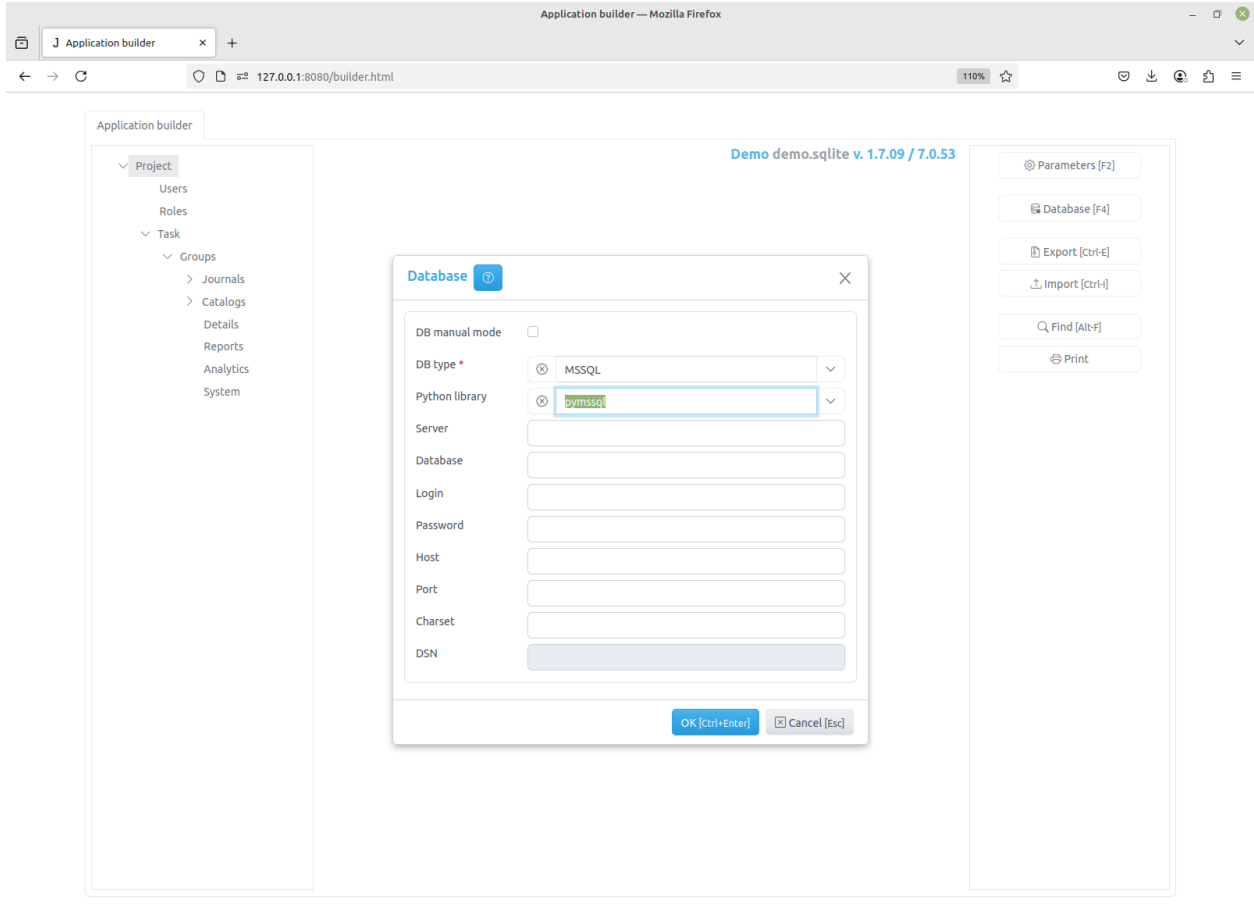 Application builder — Mozilla Firefox
J Application builder
127.0.0.1:8080/builder.html
110%
Application builder
Project
Users
Roles
Task
Groups
Journals
Catalogs
Details
Reports
Analytics
System
Demo demo.sqlite v. 1.7.09 / 7.0.53
Parameters [F2]
Database [F4]
Export [Ctrl-E]
Import [Ctrl-I]
Find [Alt-F]
Print
Database
DB manual mode
DB type * MSSQL
Python library pymssql
Server
Database
Login
Password
Host
Port
Charset
DSN
OK [Ctrl+Enter] Cancel [Esc]